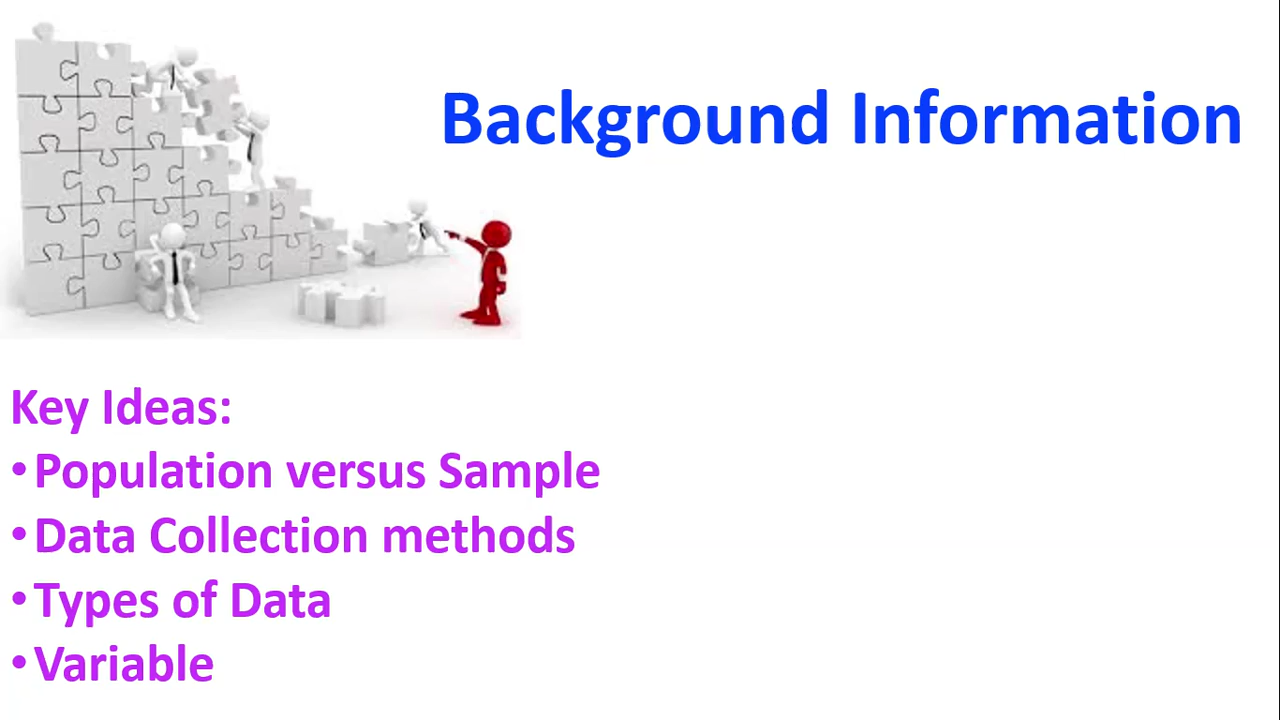 Background Information
Key Ideas:
•Population versus Sample
•Data Collection methods
•Types of Data
•Variable